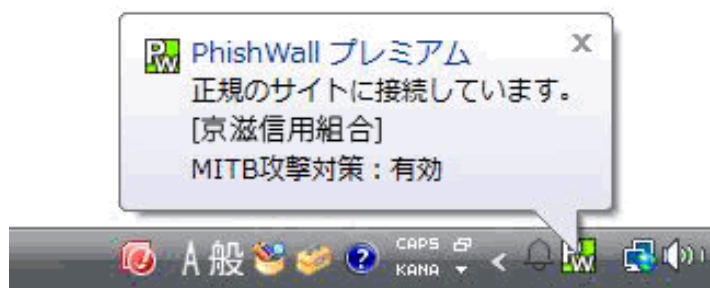 PhishWall プレミアム
正規のサイトに接続しています。
[京滋信用組合]
MITB攻撃対策：有効
A 般 CAPS
KANA